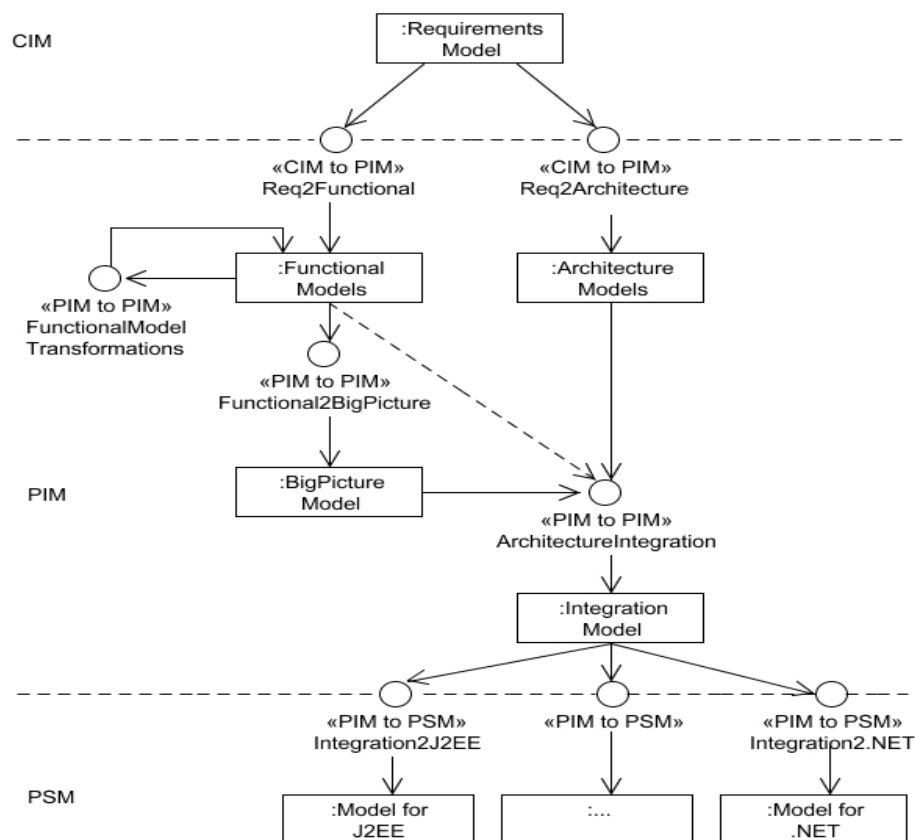 CIM
:Requirements
Model
«CIM to PIM»
Req2Functional
«CIM to PIM»
Req2Architecture
:Functional
Models
:Architecture
Models
«PIM to PIM»
FunctionalModel
Transformations
«PIM to PIM»
Functional2BigPicture
PIM
:BigPicture
Model
«PIM to PIM»
ArchitectureIntegration
:Integration
Model
«PIM to PSM»
Integration2J2EE
«PIM to PSM»
«PIM to PSM»
Integration2.NET
PSM
:Model for
J2EE
:...
:Model for
.NET